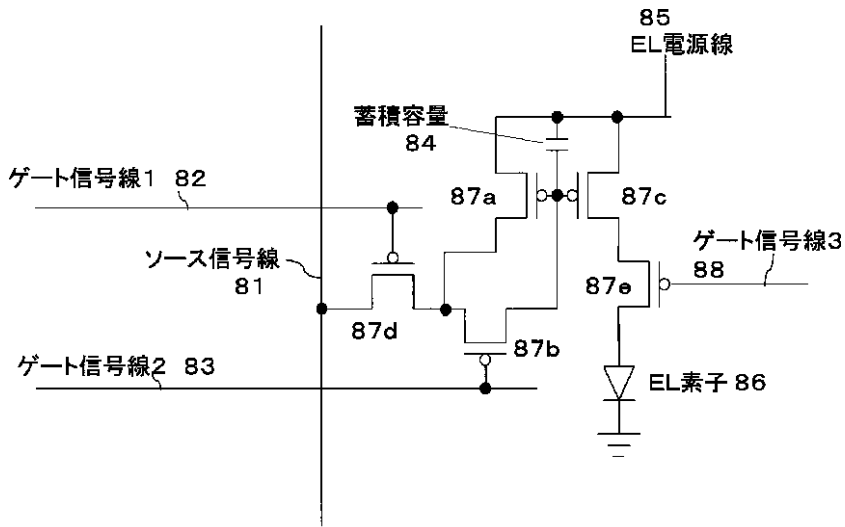 85
EL電源線
蓄積容量
84
ゲート信号線1 82
87a
87c
ソース信号線
81
ゲート信号線3
88
87e
87d
87b
ゲート信号線2 83
EL素子 86